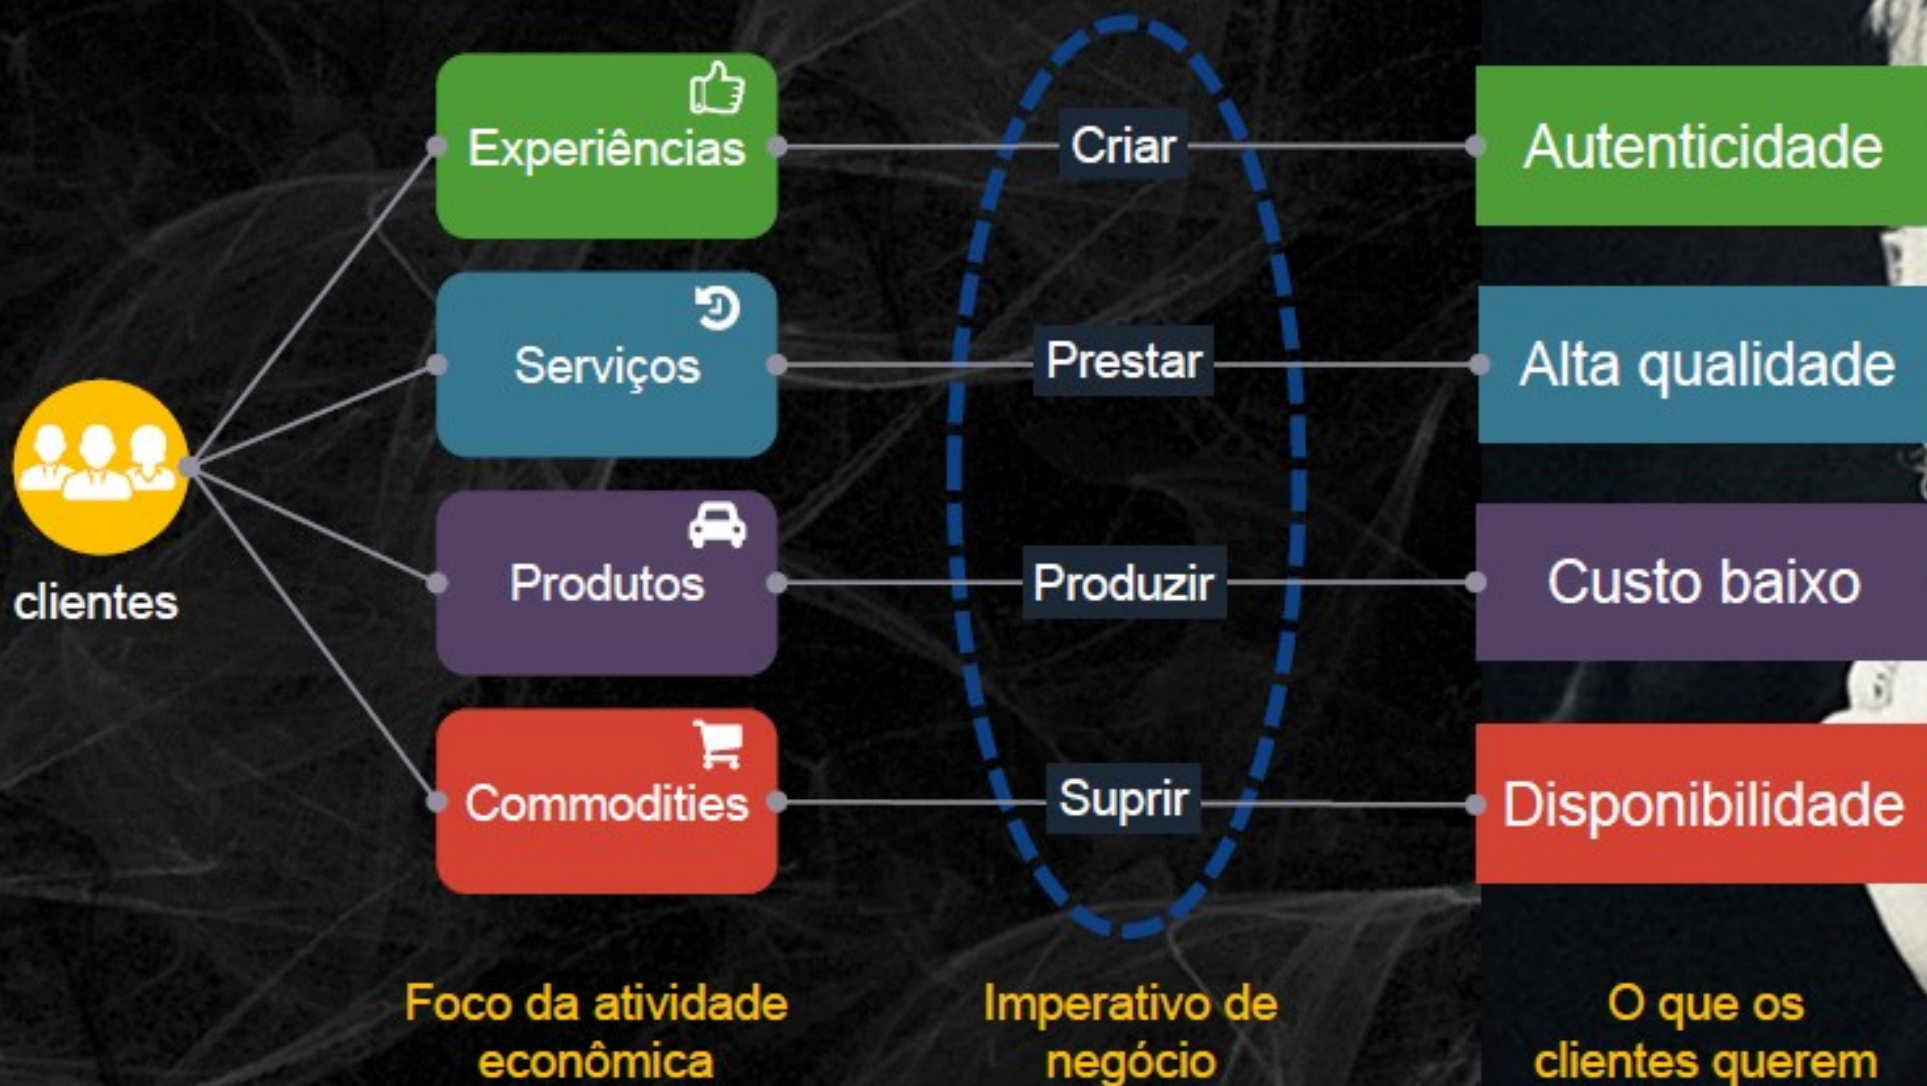 Experiências
Criar
Autenticidade
Serviços
Prestar
Alta qualidade
clientes
Produtos
Produzir
Custo baixo
Commodities
Suprir
Disponibilidade
Foco da atividade
econômica
Imperativo de
negócio
O que os
clientes querem